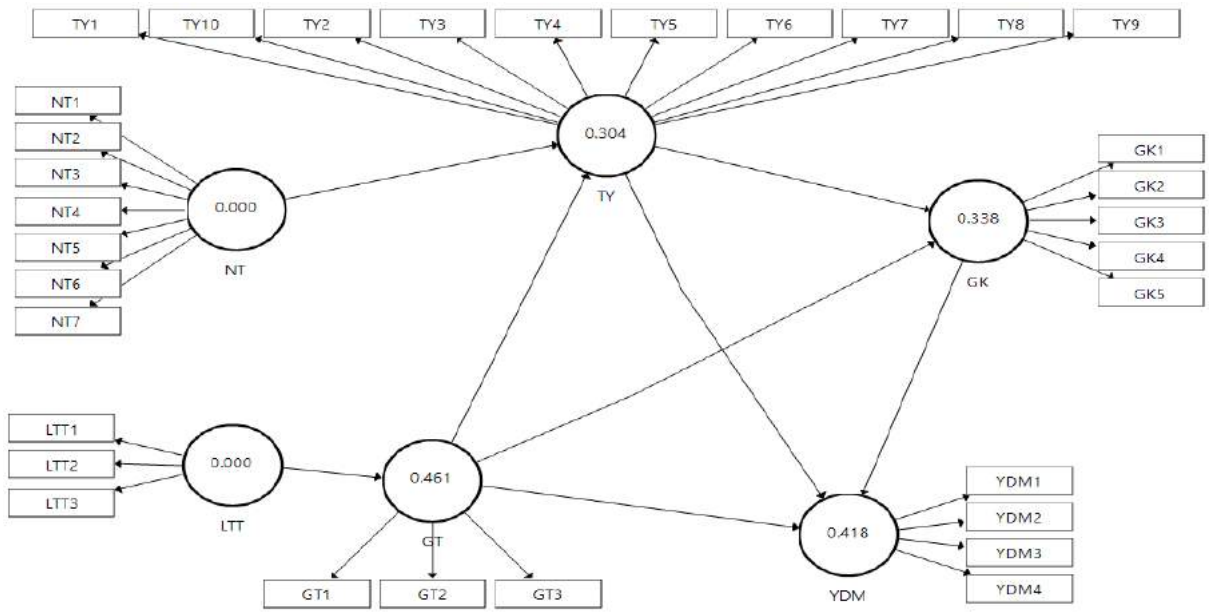 TY1 TY10 TY2 TY3 TY4 TY5 TY6 TY7 TY8 TY9
NT1
NT2
NT3
NT4
NT5
NT6
NT7
0.000
NT
0.304
TY
0.338
GK
GK1
GK2
GK3
GK4
GK5
LTT1
LTT2
LTT3
0.000
LTT
0.461
GT
GT1 GT2 GT3
0.418
YDM
YDM1
YDM2
YDM3
YDM4